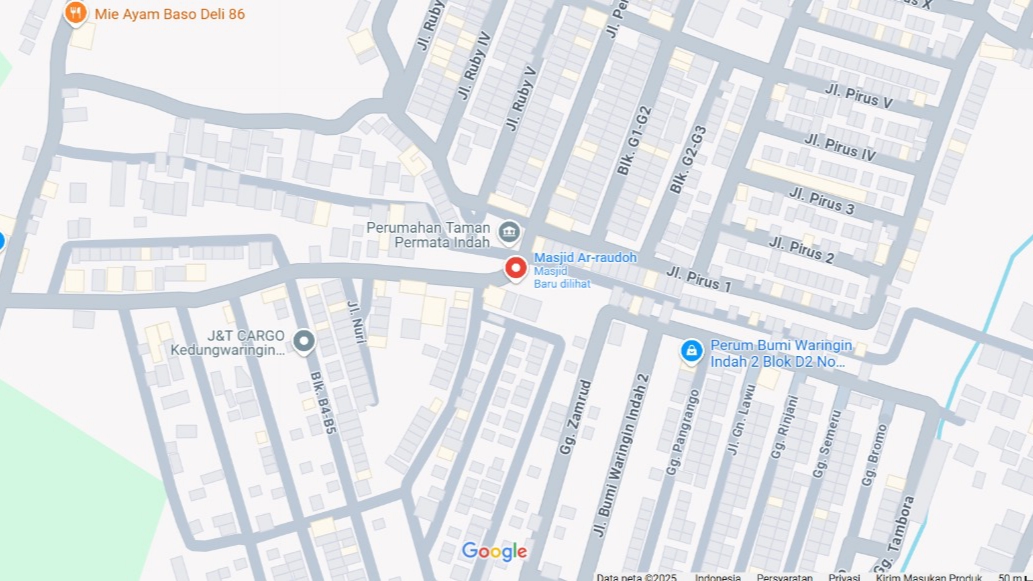 Mie Ayam Baso Deli 86
Jl. Ruby
Jl. Ruby IV
Jl. Ruby V
Blk. G1-G2
Blk. G2-G3
Jl. Pirus V
Jl. Pirus IV
Jl. Pirus 3
Jl. Pirus 2
Jl. Pirus 1
Perumahan Taman
Permata Indah
Masjid Ar-raudoh
Masjid
Baru dilihat
J&T CARGO
Kedungwaringin...
Jl. Nuri
Blk. B4-B5
Perum Bumi Waringin
Indah 2 Blok D2 No...
Gg. Zamrud
Jl. Bumi Waringin Indah 2
Gg. Pangrango
Jl. Gn. Lawu
Gg. Rinjani
Gg. Semeru
Gg. Bromo
Gg. Tambora
Google
Data peta ©2025 Indonesia Persyaratan Privasi Kirim Masukan Produk 50 m